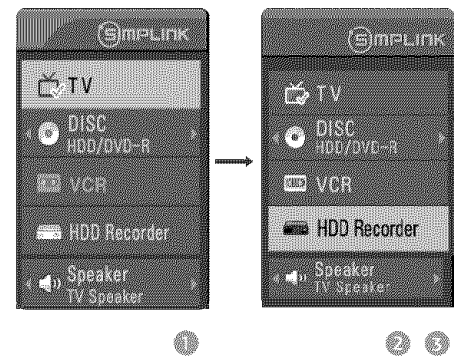 SIMPLINK
TV
DISC
HDD/DVD-R
VCR
HDD Recorder
Speaker
TV Speaker
1
SIMPLINK
TV
DISC
HDD/DVD-R
VCR
HDD Recorder
Speaker
TV Speaker
2 3